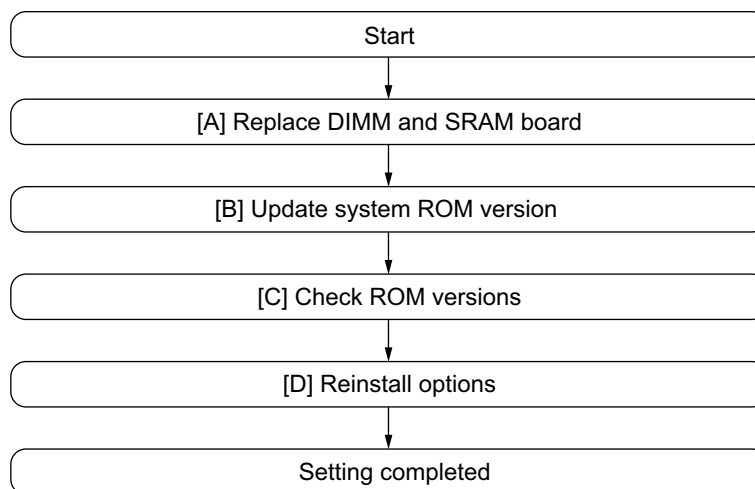 Start
[A] Replace DIMM and SRAM board
[B] Update system ROM version
[C] Check ROM versions
[D] Reinstall options
Setting completed